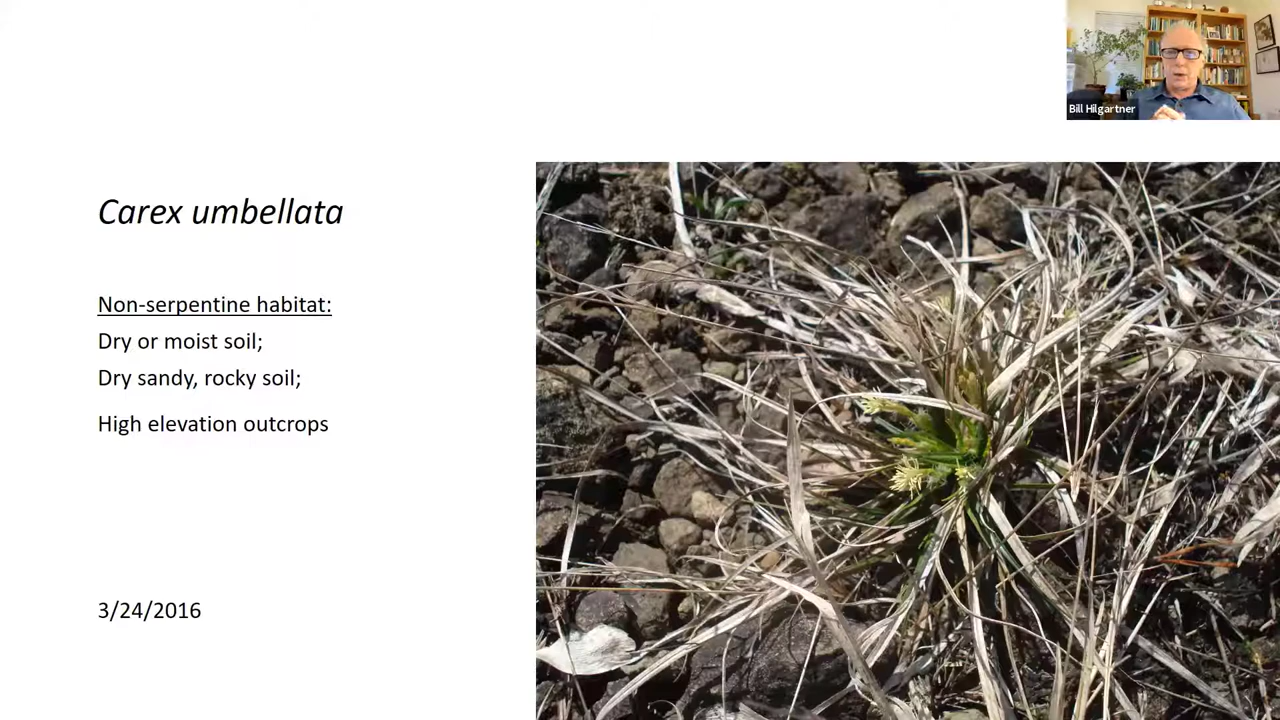 Bill Hilgartner
Carex umbellata
Non-serpentine habitat:
Dry or moist soil;
Dry sandy, rocky soil;
High elevation outcrops
3/24/2016